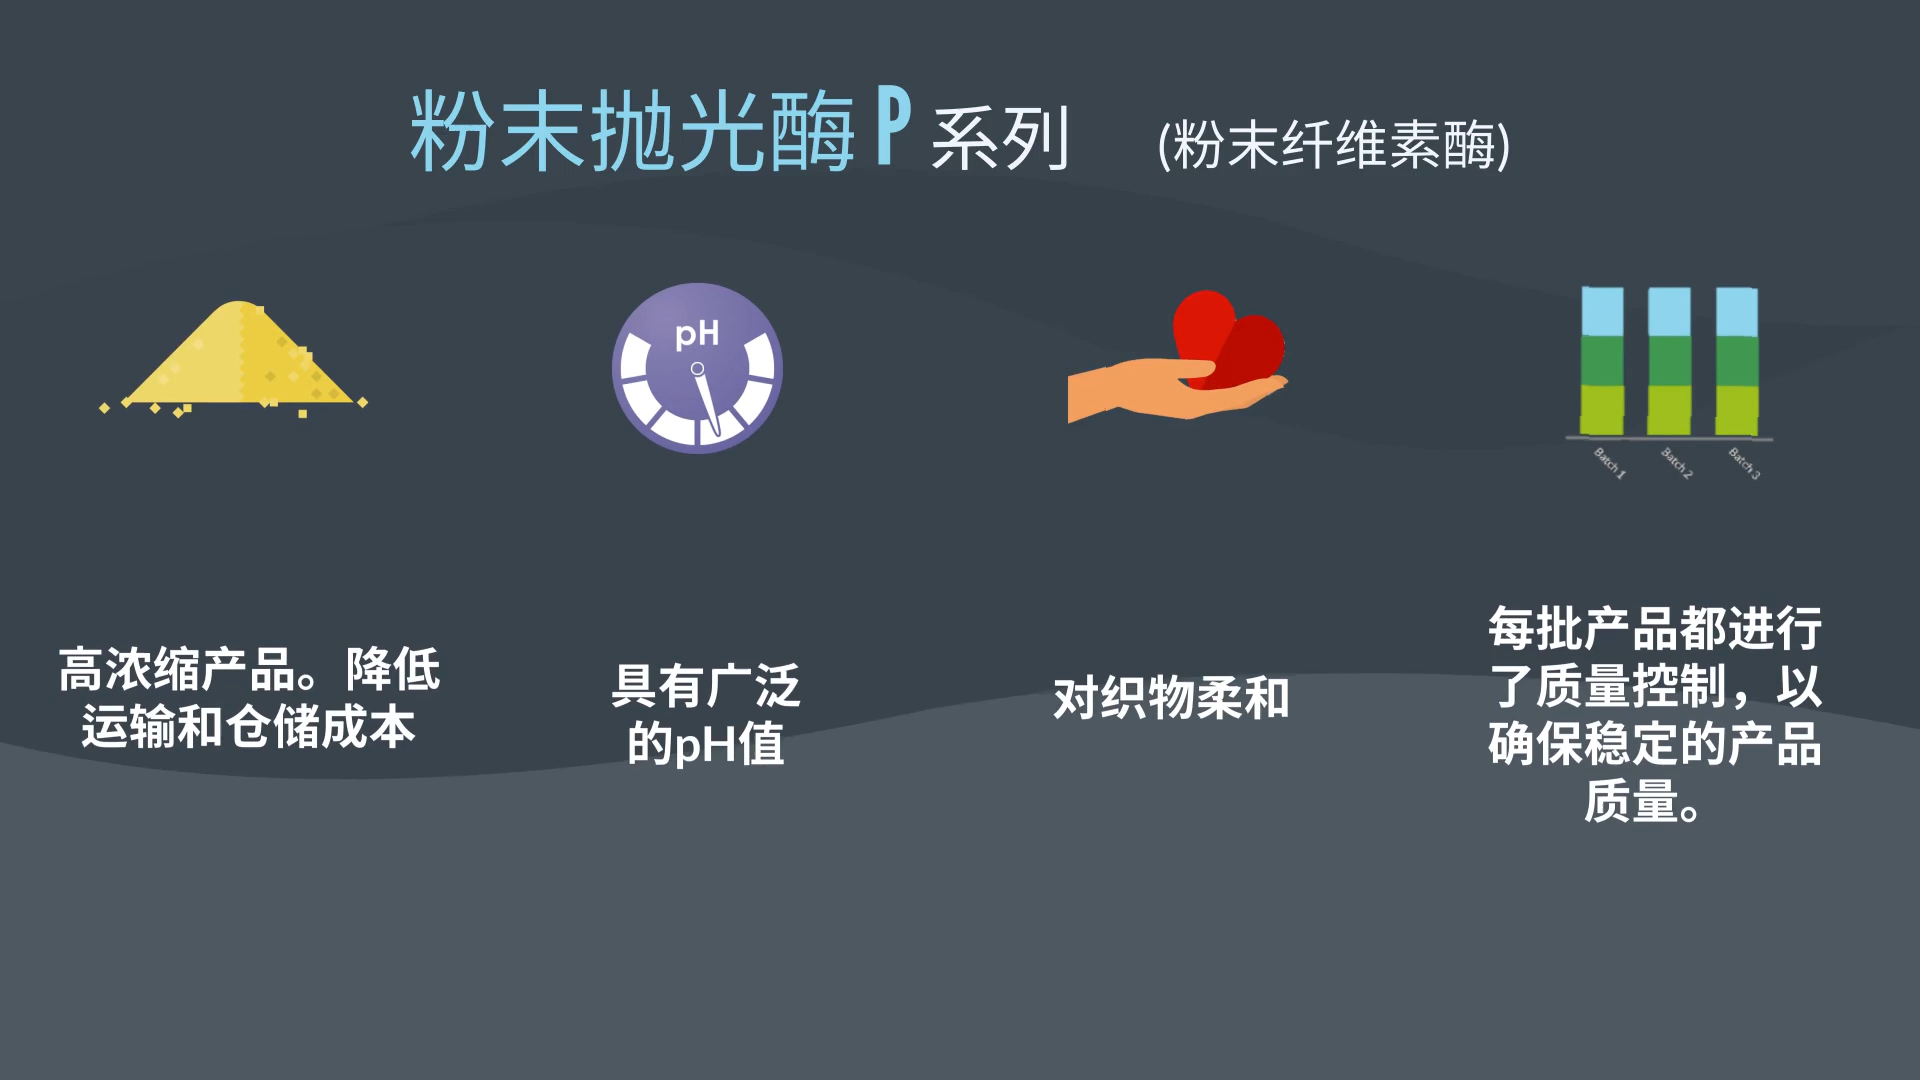 粉末抛光酶 P 系列 (粉末纤维素酶)
pH
Batch 1
Batch 2
Batch 3
高浓缩产品。降低
运输和仓储成本
具有广泛
的pH值
对织物柔和
每批产品都进行
了质量控制，以
确保稳定的产品
质量。